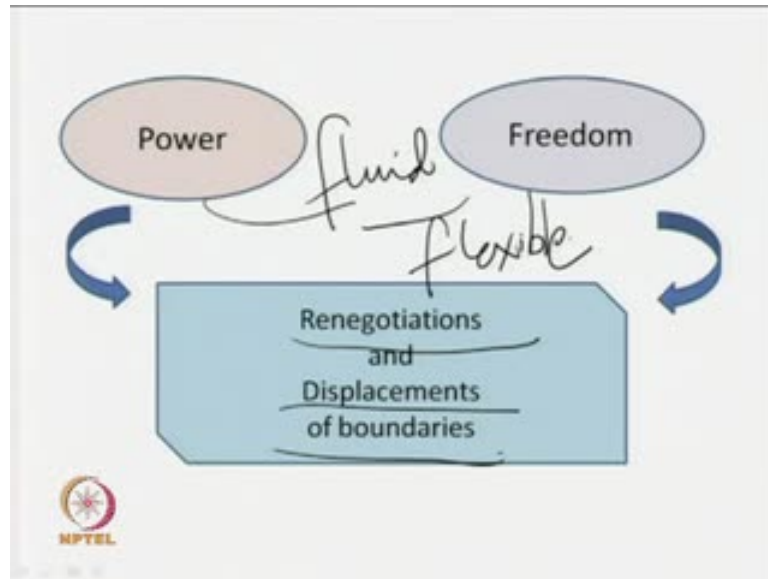 Power
Freedom
fluid
flexible
Renegotiations
and
Displacements
of boundaries
NPTEL